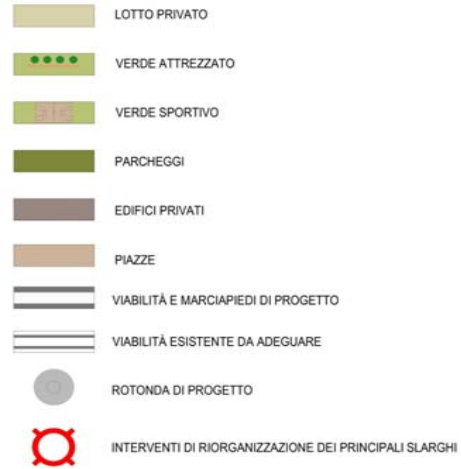 LOTTO PRIVATO
VERDE ATTREZZATO
VERDE SPORTIVO
PARCHEGGI
EDIFICI PRIVATI
PIAZZE
VIABILITÀ E MARCIAPIEDI DI PROGETTO
VIABILITÀ ESISTENTE DA ADEGUARE
ROTONDA DI PROGETTO
INTERVENTI DI RIORGANIZZAZIONE DEI PRINCIPALI SLARGHI